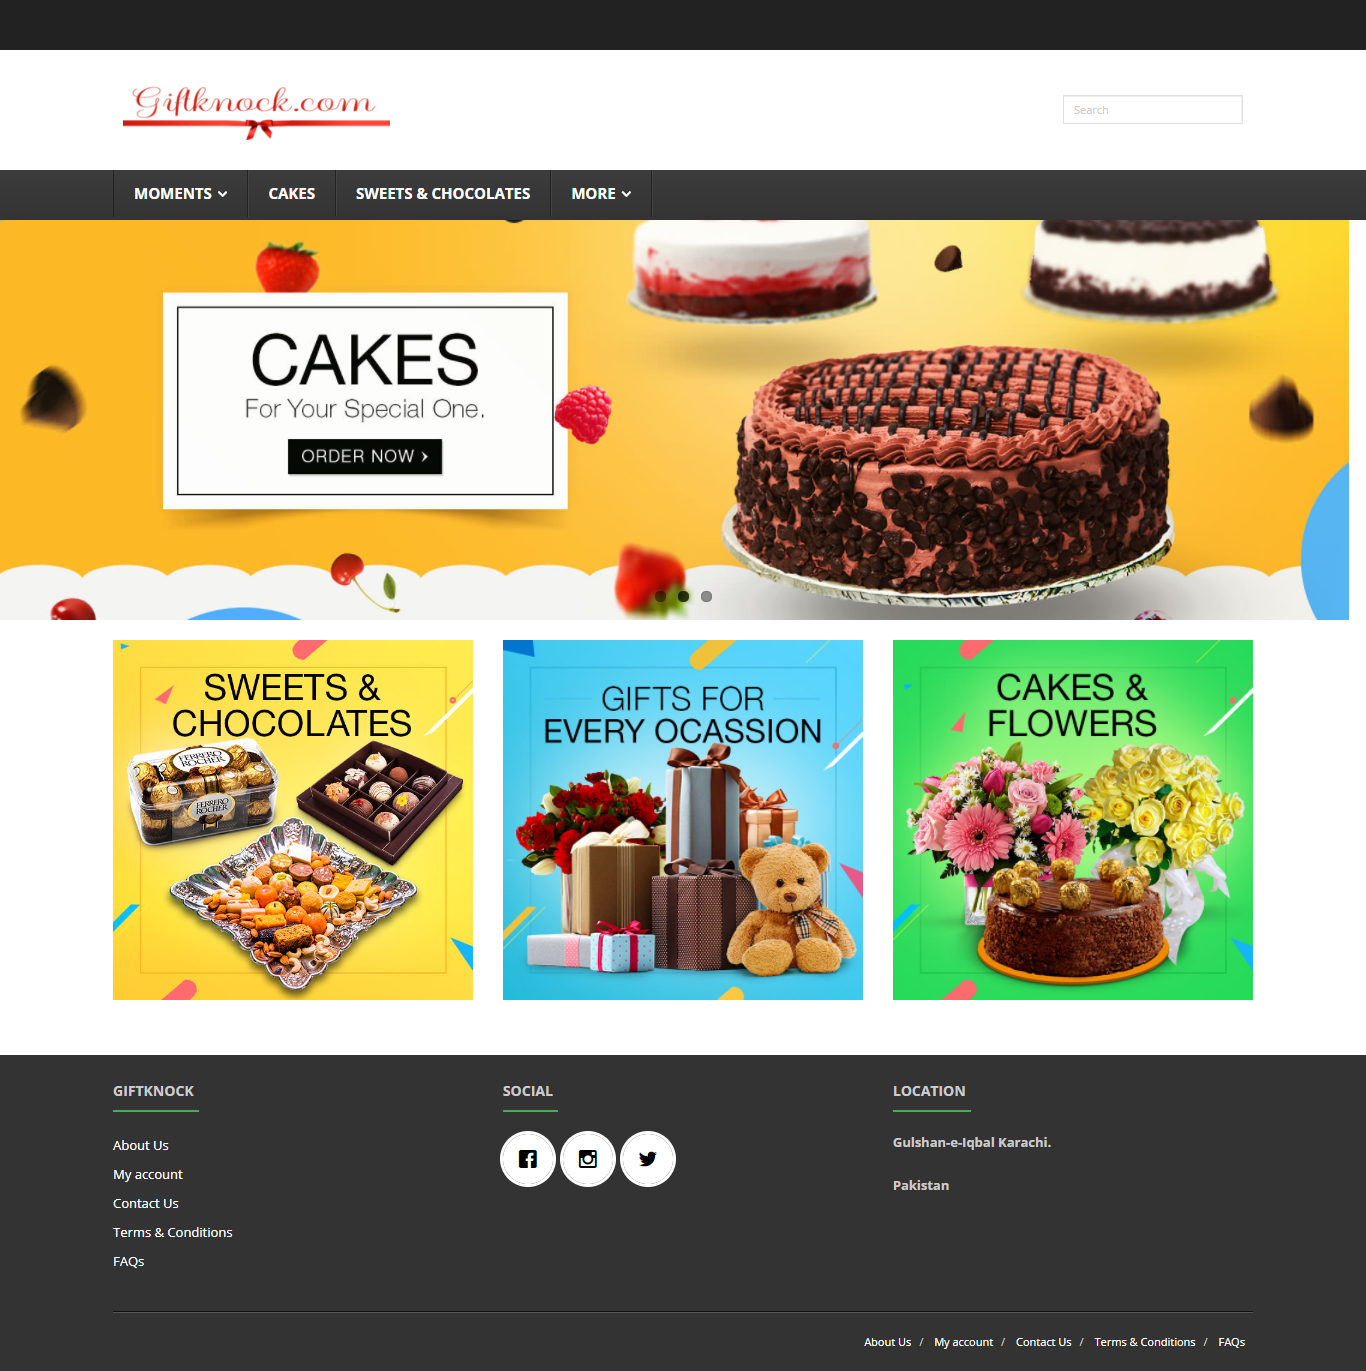 Giftknock.com
Search
MOMENTS
CAKES
SWEETS & CHOCOLATES
MORE
CAKES
For Your Special One.
ORDER NOW ›
SWEETS &
CHOCOLATES
FERRERO
ROCHER
FERRERO
ROCHER
GIFTS FOR
EVERY OCASSION
CAKES &
FLOWERS
GIFTKNOCK
About Us
My account
Contact Us
Terms & Conditions
FAQs
SOCIAL
LOCATION
Gulshan-e-Iqbal Karachi.
Pakistan
About Us / My account / Contact Us / Terms & Conditions / FAQs